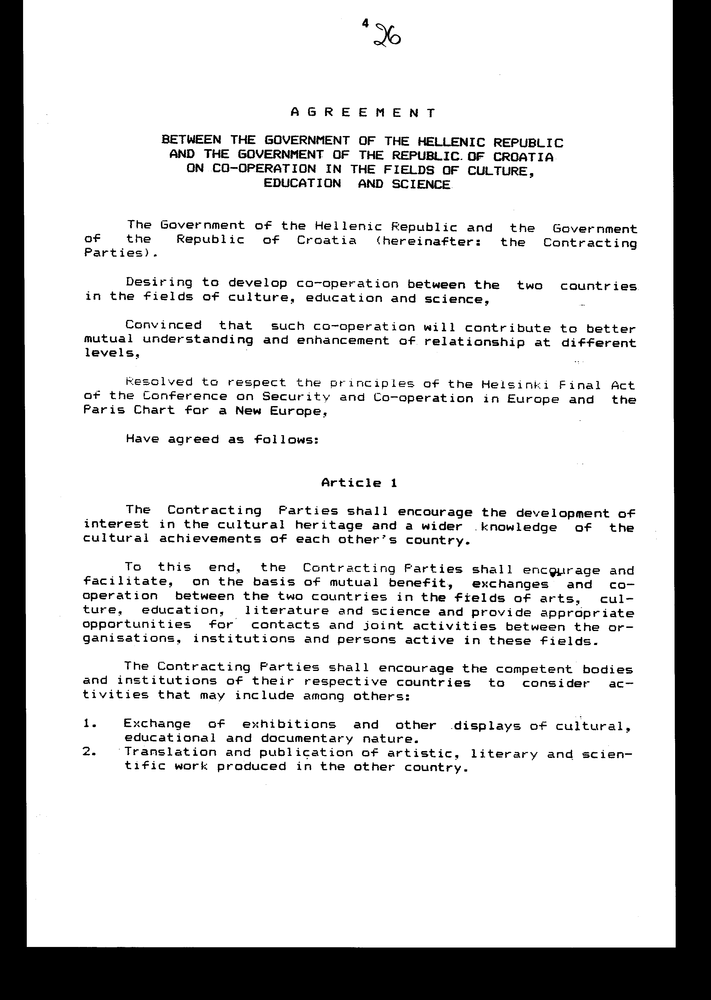 4
26
A G R E E M E N T
BETWEEN THE GOVERNMENT OF THE HELLENIC REPUBLIC
AND THE GOVERNMENT OF THE REPUBLIC OF CROATIA
ON CO-OPERATION IN THE FIELDS OF CULTURE,
EDUCATION AND SCIENCE
The Government of the Hellenic Republic and the Government
of the Republic of Croatia (hereinafter: the Contracting
Parties).
Desiring to develop co-operation between the two countries
in the fields of culture, education and science,
Convinced that such co-operation will contribute to better
mutual understanding and enhancement of relationship at different
levels,
Resolved to respect the principles of the Helsinki Final Act
of the Conference on Security and Co-operation in Europe and the
Paris Chart for a New Europe,
Have agreed as follows:
Article 1
The Contracting Parties shall encourage the development of
interest in the cultural heritage and a wider knowledge of the
cultural achievements of each other's country.
To this end, the Contracting Parties shall encourage and
facilitate, on the basis of mutual benefit, exchanges and co-
operation between the two countries in the fields of arts, cul-
ture, education, literature and science and provide appropriate
opportunities for contacts and joint activities between the or-
ganisations, institutions and persons active in these fields.
The Contracting Parties shall encourage the competent bodies
and institutions of their respective countries to consider ac-
tivities that may include among others:
1. Exchange of exhibitions and other displays of cultural,
educational and documentary nature.
2. Translation and publication of artistic, literary and scien-
tific work produced in the other country.